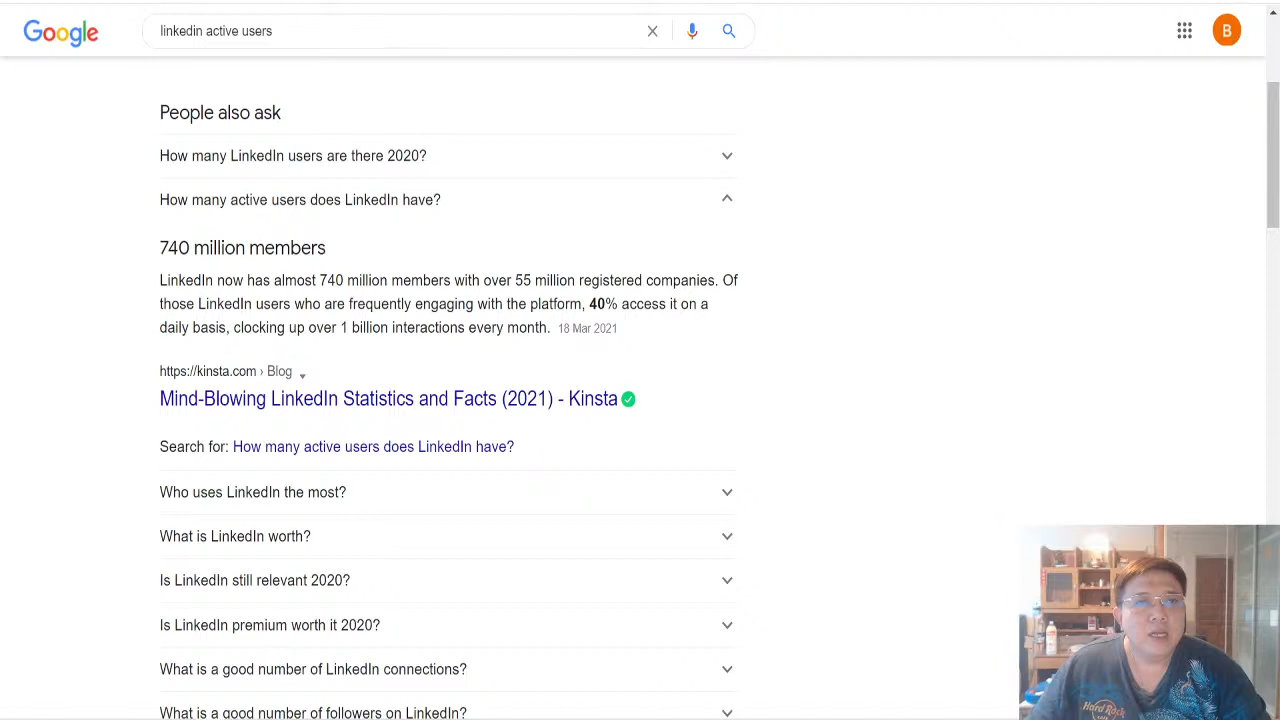 Google
linkedin active users
B
People also ask
How many LinkedIn users are there 2020?
How many active users does LinkedIn have?
740 million members
LinkedIn now has almost 740 million members with over 55 million registered companies. Of
those LinkedIn users who are frequently engaging with the platform, 40% access it on a
daily basis, clocking up over 1 billion interactions every month. 18 Mar 2021
https://kinsta.com › Blog
Mind-Blowing LinkedIn Statistics and Facts (2021) - Kinsta
Search for: How many active users does LinkedIn have?
Who uses LinkedIn the most?
What is LinkedIn worth?
Is LinkedIn still relevant 2020?
Is LinkedIn premium worth it 2020?
What is a good number of LinkedIn connections?
What is a good number of followers on LinkedIn?
Hard Rock